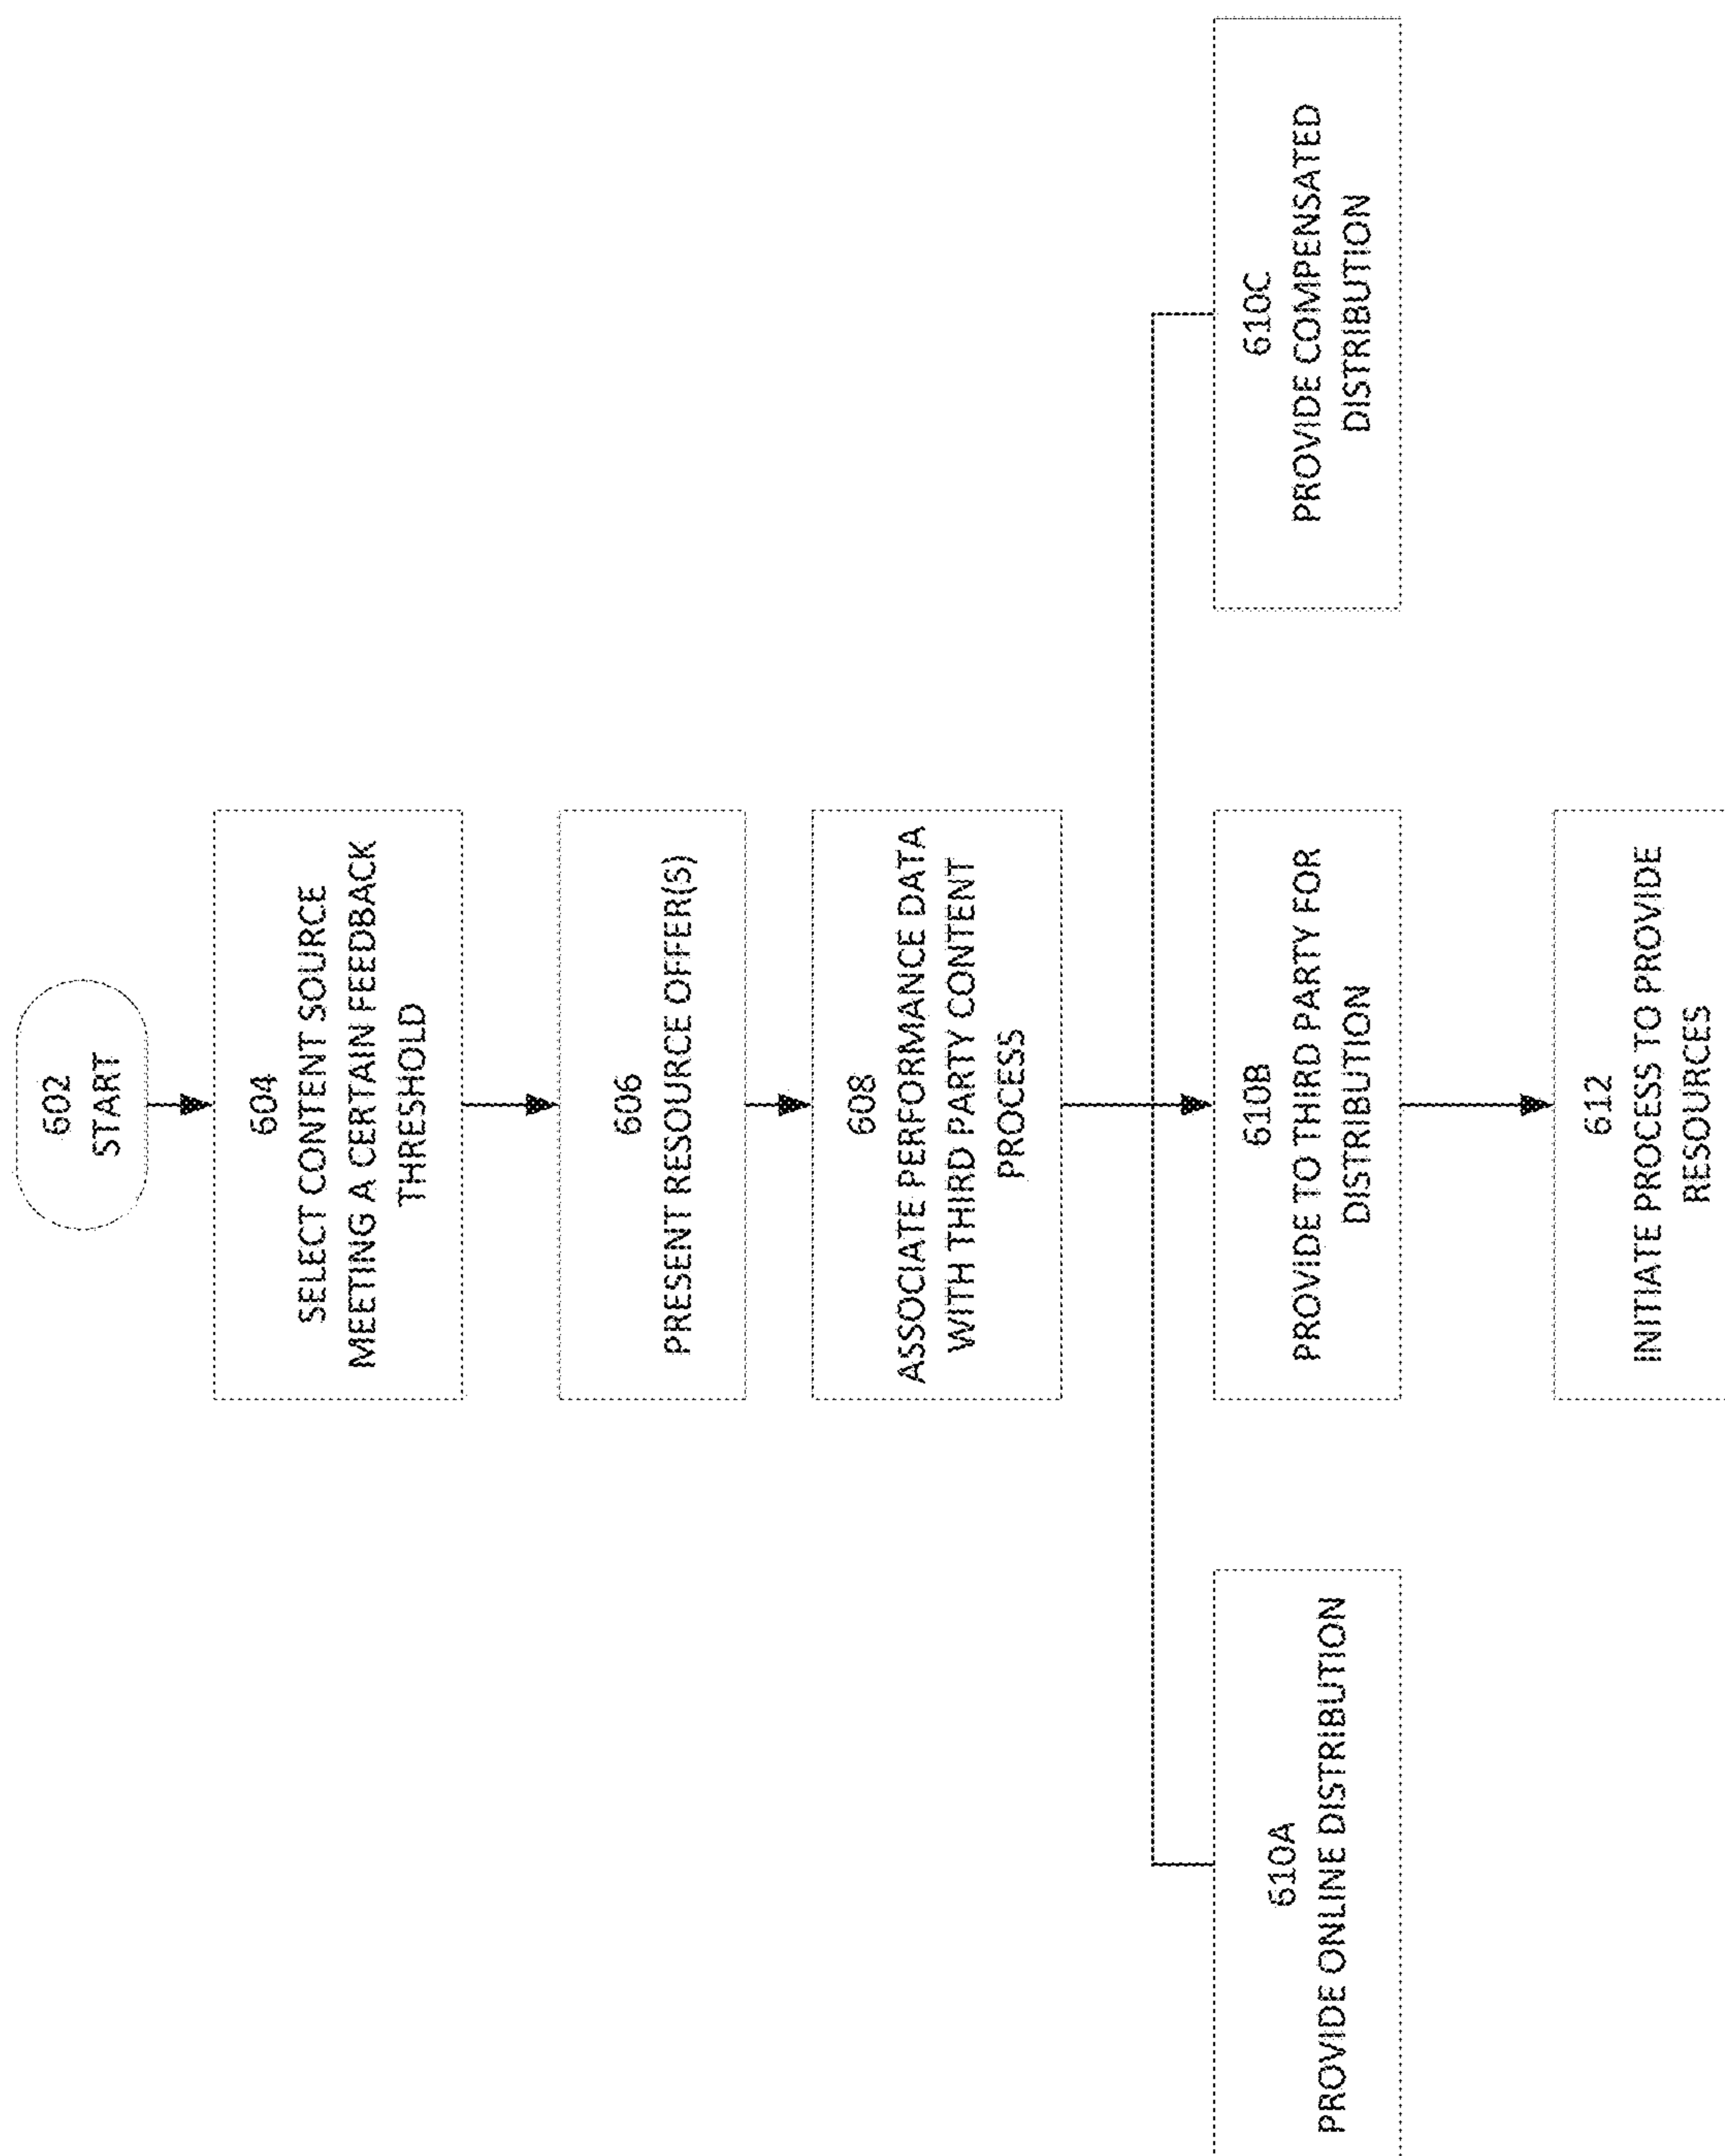 602
START
604
SELECT CONTENT SOURCE
MEETING A CERTAIN FEEDBACK
THRESHOLD
606
PRESENT RESOURCE OFFER(S)
608
ASSOCIATE PERFORMANCE DATA
WITH THIRD PARTY CONTENT
PROCESS
610A
PROVIDE ONLINE DISTRIBUTION
610B
PROVIDE TO THIRD PARTY FOR
DISTRIBUTION
610C
PROVIDE COMPENSATED
DISTRIBUTION
612
INITIATE PROCESS TO PROVIDE
RESOURCES